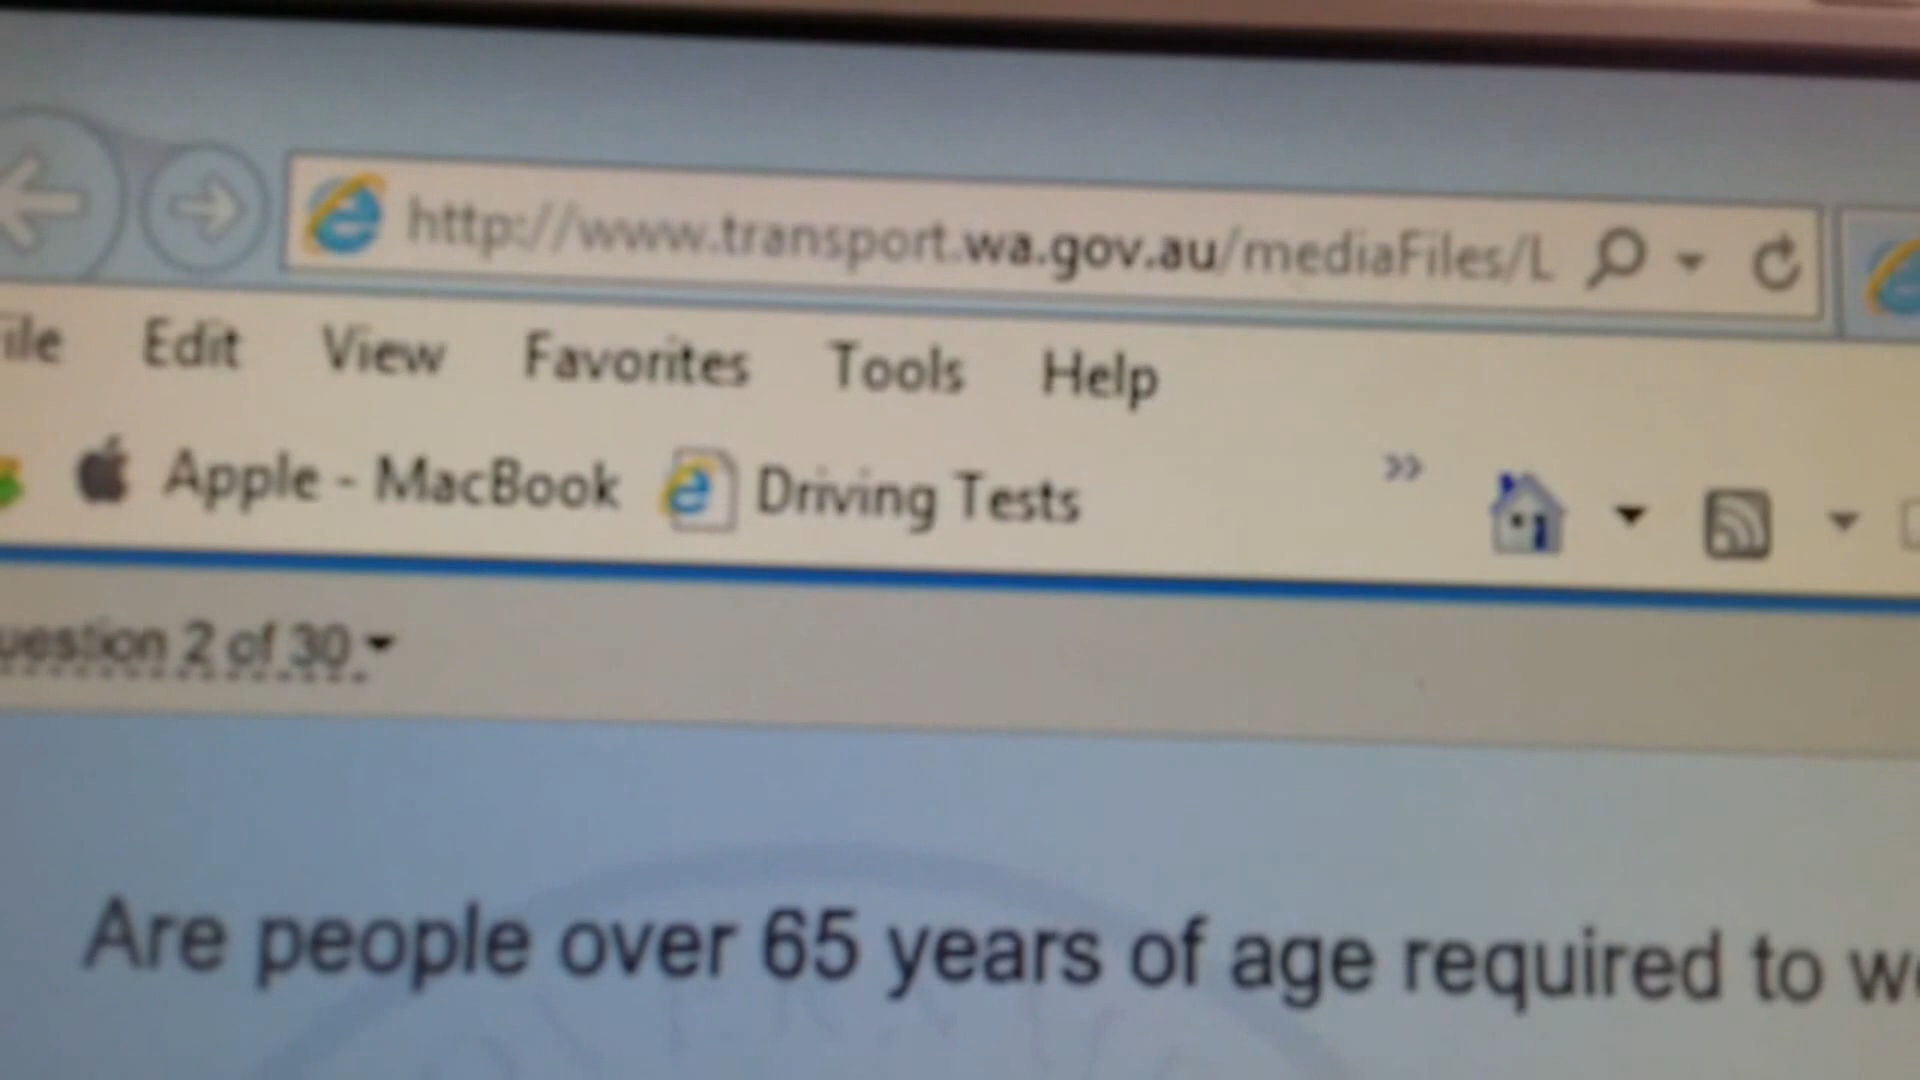 http://www.transport.wa.gov.au/mediaFiles/L
ile Edit View Favorites Tools Help
Apple - MacBook Driving Tests »
uestion 2 of 30
Are people over 65 years of age required to